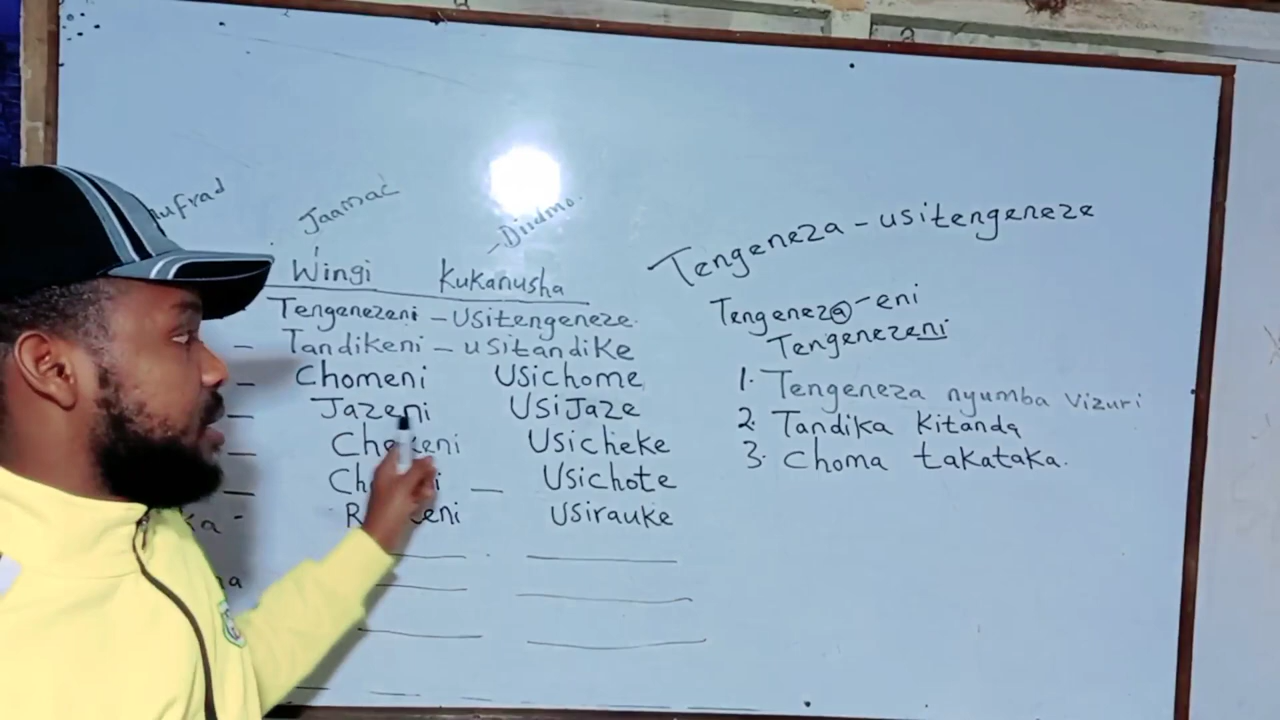 Jaamac
-Diidmo.
Wingi Kukanusha
Tengenezeni - Usitengeneze.
- Tandikeni - usitandike
- Chomeni Usichome
- Jazeni UsiJaze
- Usicheke
- _ Usichote
Usirauke
Tengeneza - usitengeneze
Tengeneza - eni
Tengenezeni
1. Tengeneza nyumba vizuri
2. Tandika Kitanda
3. Choma takataka.